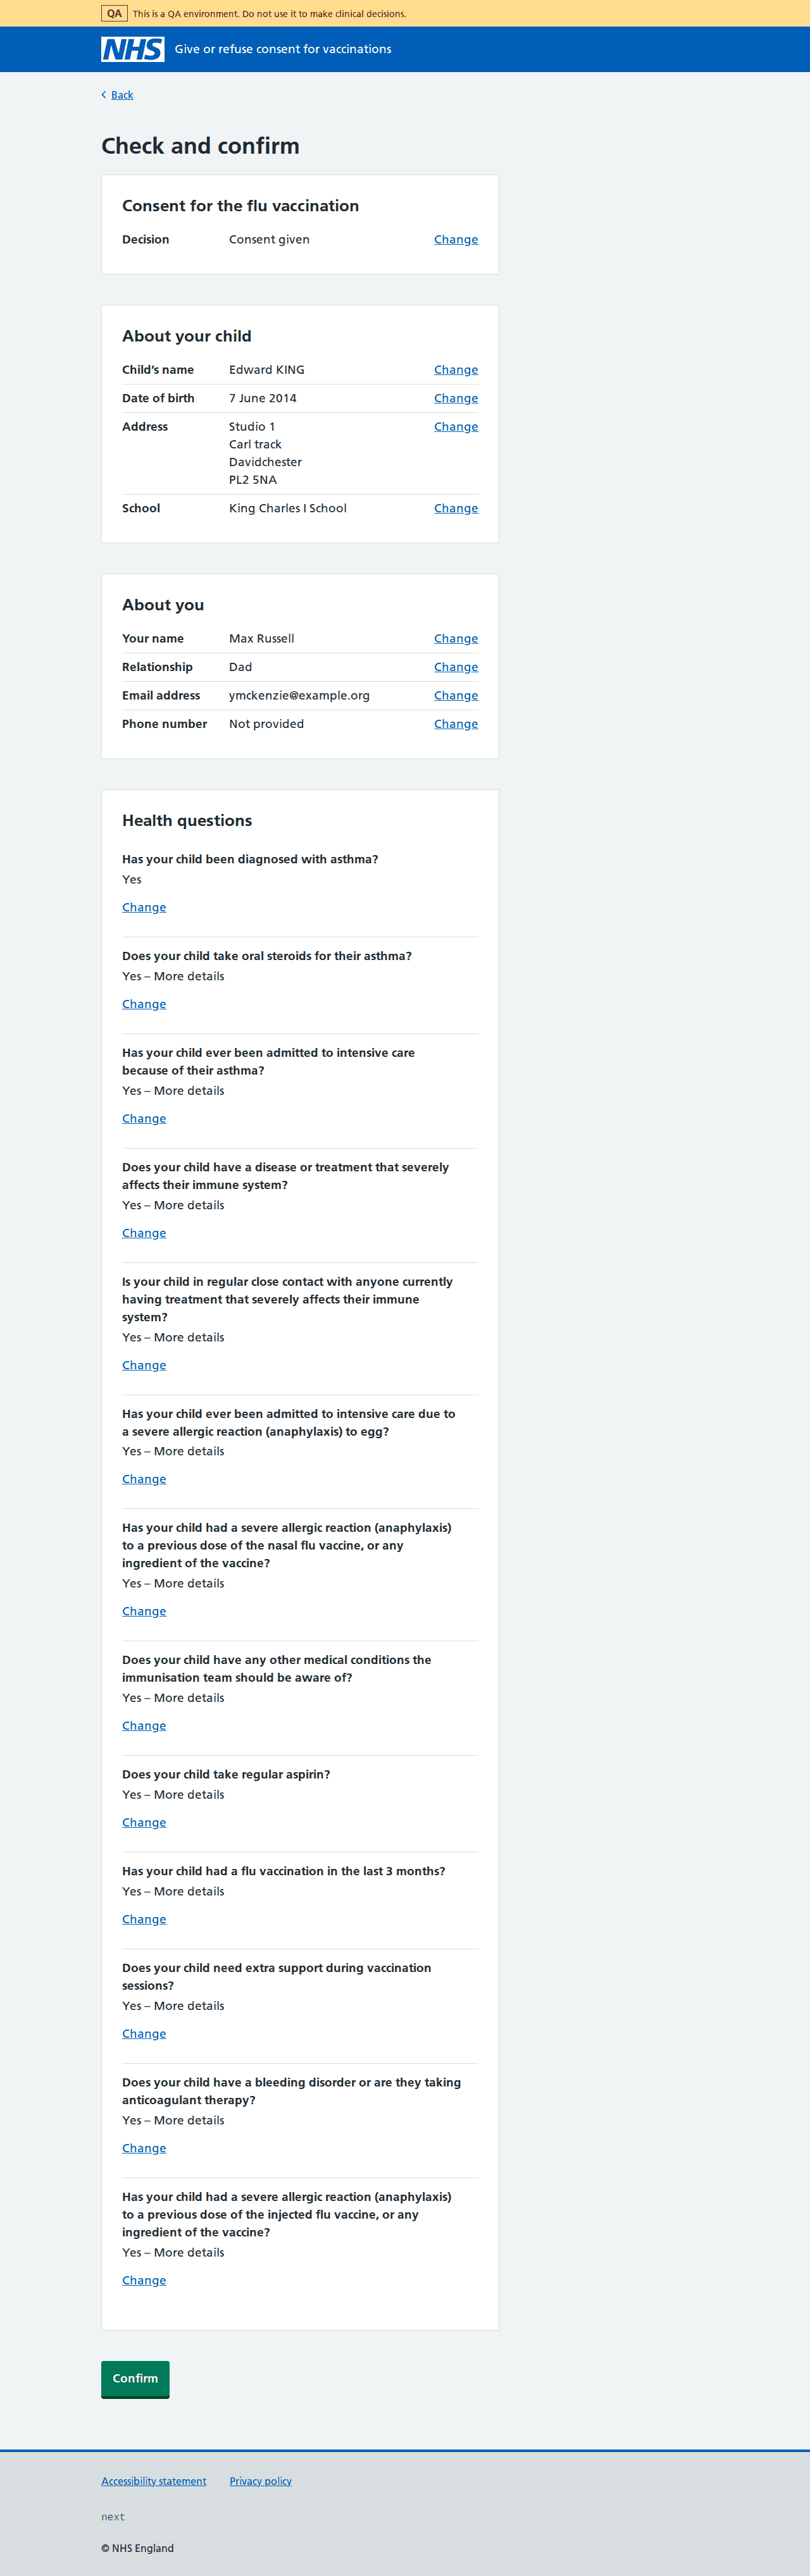 QA This is a QA environment. Do not use it to make clinical decisions.
NHS Give or refuse consent for vaccinations
Back
Check and confirm
Consent for the flu vaccination
Decision Consent given Change
About your child
Child’s name Edward KING Change
Date of birth 7 June 2014 Change
Address Studio 1 Change
Carl track
Davidchester
PL2 5NA
School King Charles I School Change
About you
Your name Max Russell Change
Relationship Dad Change
Email address ymckenzie@example.org Change
Phone number Not provided Change
Health questions
Has your child been diagnosed with asthma?
Yes
Change
Does your child take oral steroids for their asthma?
Yes – More details
Change
Has your child ever been admitted to intensive care
because of their asthma?
Yes – More details
Change
Does your child have a disease or treatment that severely
affects their immune system?
Yes – More details
Change
Is your child in regular close contact with anyone currently
having treatment that severely affects their immune
system?
Yes – More details
Change
Has your child ever been admitted to intensive care due to
a severe allergic reaction (anaphylaxis) to egg?
Yes – More details
Change
Has your child had a severe allergic reaction (anaphylaxis)
to a previous dose of the nasal flu vaccine, or any
ingredient of the vaccine?
Yes – More details
Change
Does your child have any other medical conditions the
immunisation team should be aware of?
Yes – More details
Change
Does your child take regular aspirin?
Yes – More details
Change
Has your child had a flu vaccination in the last 3 months?
Yes – More details
Change
Does your child need extra support during vaccination
sessions?
Yes – More details
Change
Does your child have a bleeding disorder or are they taking
anticoagulant therapy?
Yes – More details
Change
Has your child had a severe allergic reaction (anaphylaxis)
to a previous dose of the injected flu vaccine, or any
ingredient of the vaccine?
Yes – More details
Change
Confirm
Accessibility statement Privacy policy
next
© NHS England